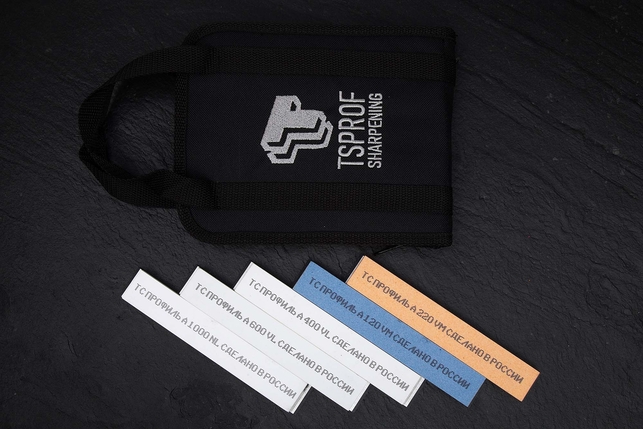 TSPROF
SHARPENING
ТС ПРОФИЛЬ A 1000 NL СДЕЛАНО В РОССИИ
ТС ПРОФИЛЬ A 600 VL СДЕЛАНО В РОССИИ
ТС ПРОФИЛЬ A 400 VL СДЕЛАНО В РОССИИ
ТС ПРОФИЛЬ A 120 VM СДЕЛАНО В РОССИИ
ТС ПРОФИЛЬ A 220 VM СДЕЛАНО В РОССИИ